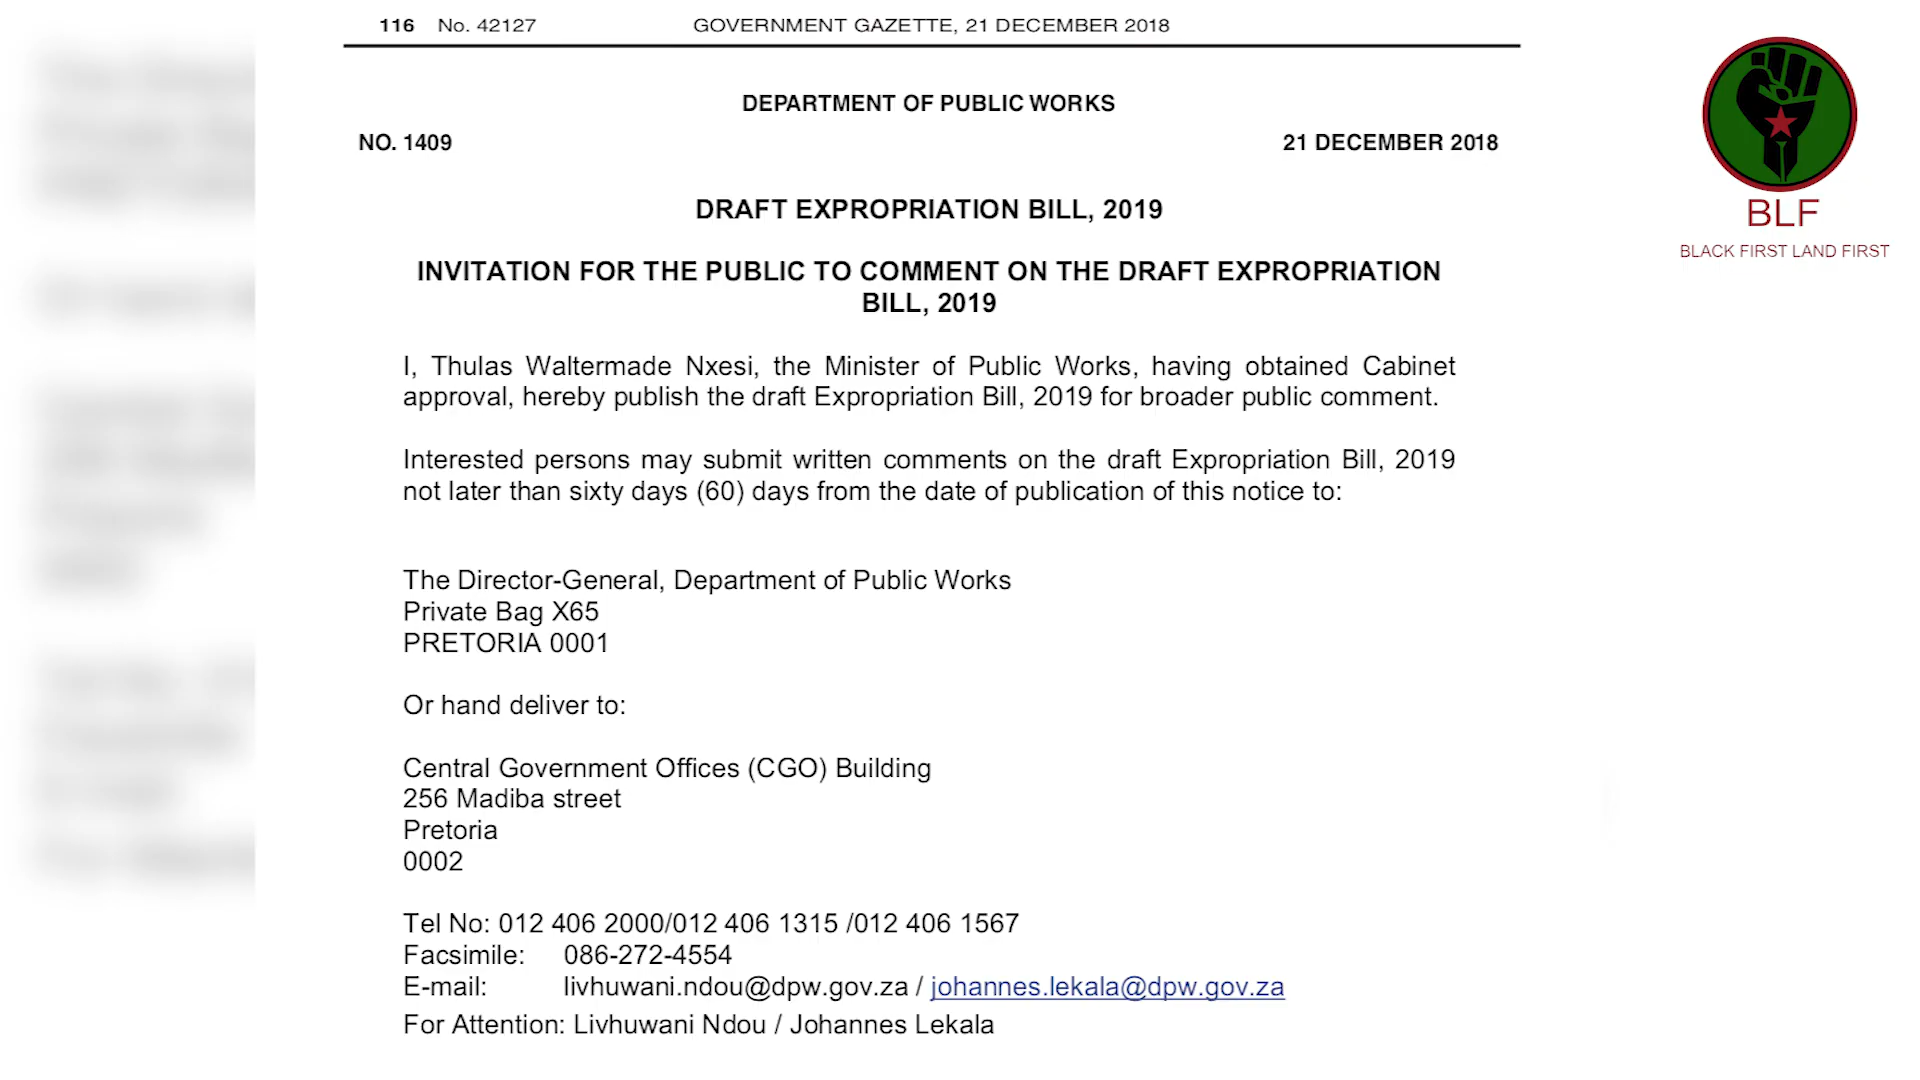 116 No. 42127 GOVERNMENT GAZETTE, 21 DECEMBER 2018
DEPARTMENT OF PUBLIC WORKS
NO. 1409 21 DECEMBER 2018
DRAFT EXPROPRIATION BILL, 2019
INVITATION FOR THE PUBLIC TO COMMENT ON THE DRAFT EXPROPRIATION
BILL, 2019
I, Thulas Waltermade Nxesi, the Minister of Public Works, having obtained Cabinet
approval, hereby publish the draft Expropriation Bill, 2019 for broader public comment.
Interested persons may submit written comments on the draft Expropriation Bill, 2019
not later than sixty days (60) days from the date of publication of this notice to:
The Director-General, Department of Public Works
Private Bag X65
PRETORIA 0001
Or hand deliver to:
Central Government Offices (CGO) Building
256 Madiba street
Pretoria
0002
Tel No: 012 406 2000/012 406 1315 /012 406 1567
Facsimile: 086-272-4554
E-mail: livhuwani.ndou@dpw.gov.za / johannes.lekala@dpw.gov.za
For Attention: Livhuwani Ndou / Johannes Lekala
BLF
BLACK FIRST LAND FIRST